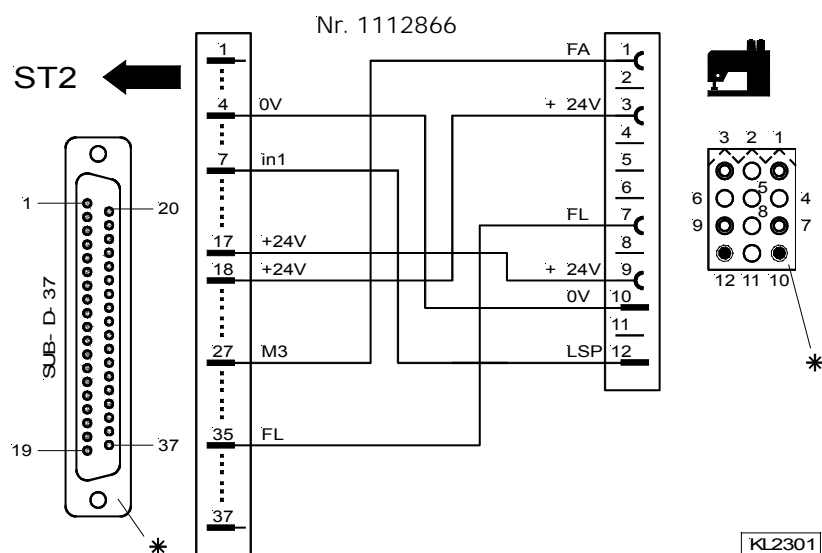 Nr. 1112866
ST2
1
4 0V
7 in1
17 +24V
18 +24V
27 M3
35 FL
37
FA 1
2
+ 24V 3
4
5
6
FL 7
8
+ 24V 9
0V 10
11
LSP 12
1
20
SUB- D- 37
19
37
*
3 2 1
6 5 4
9 8 7
12 11 10
*
KL2301